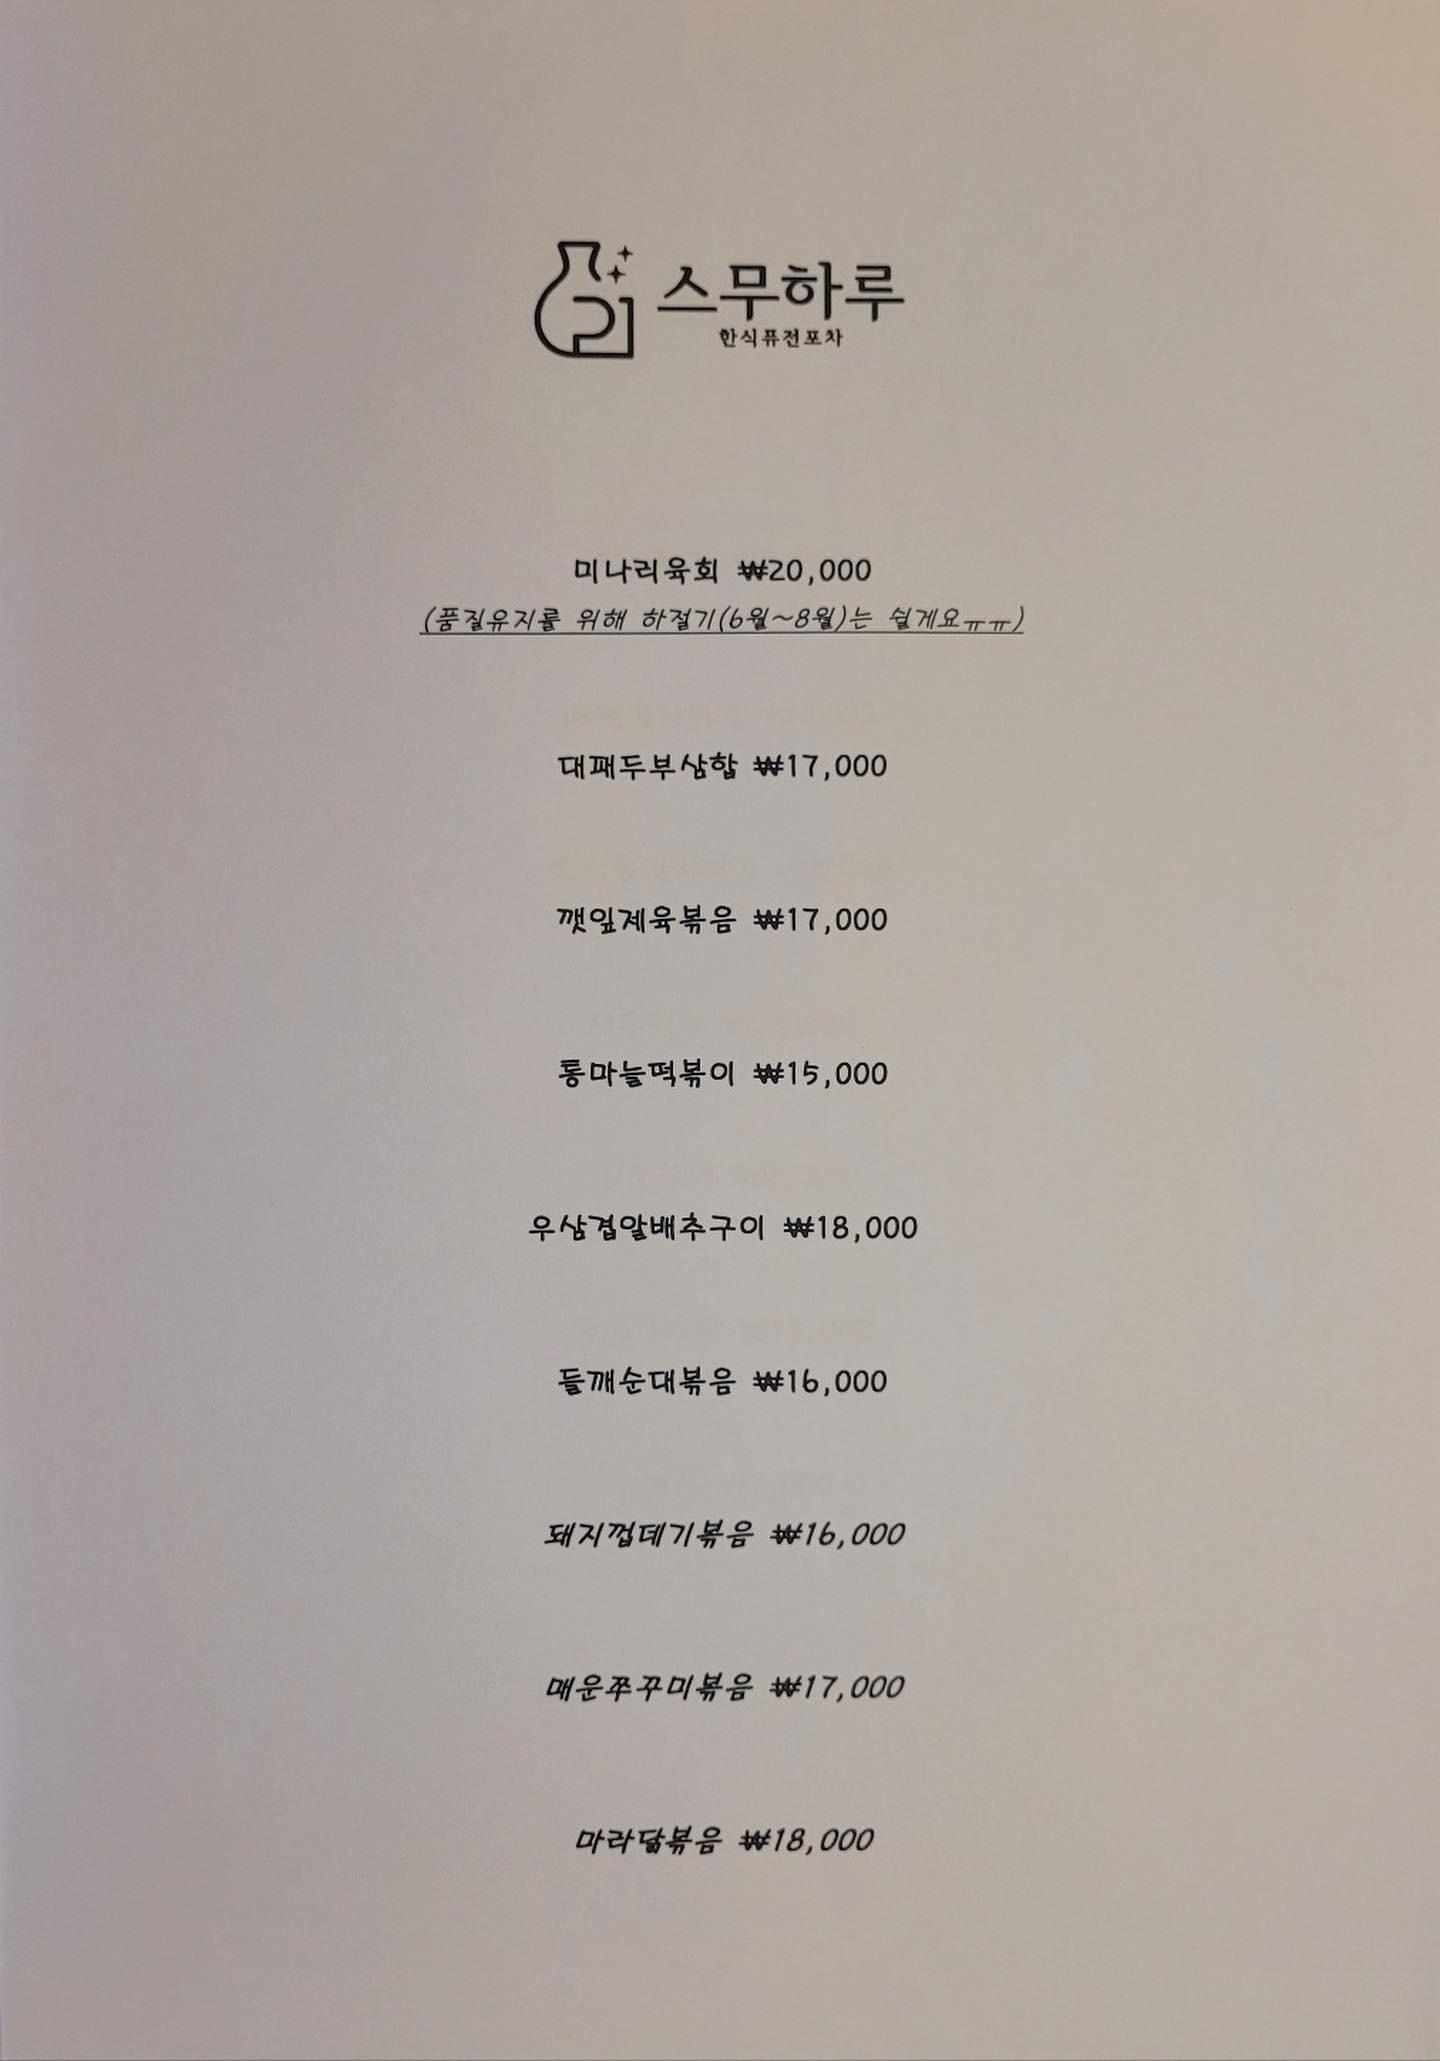 스무하루
한식퓨전포차
미나리육회 ₩20,000
(품질유지를 위해 하절기(6월~8월)는 쉴게요ㅠㅠ)
대패두부삼합 ₩17,000
깻잎제육볶음 ₩17,000
통마늘떡볶이 ₩15,000
우삼겹알배추구이 ₩18,000
들깨순대볶음 ₩16,000
돼지껍데기볶음 ₩16,000
매운쭈꾸미볶음 ₩17,000
마라닭볶음 ₩18,000